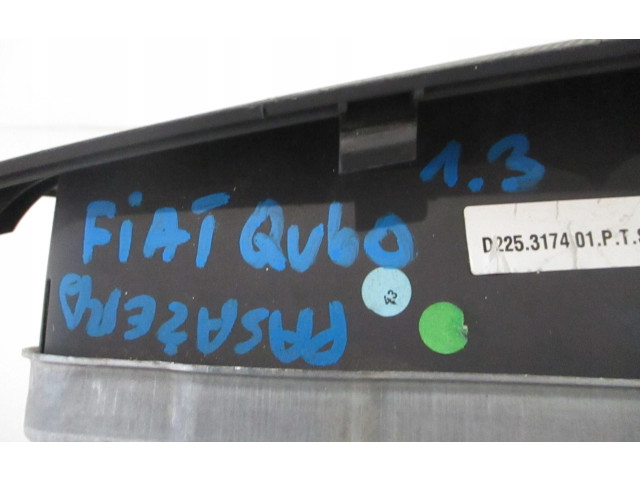 1.3
FiAT QUbO
D225.3174 01.P.T.S
PASAŻERA